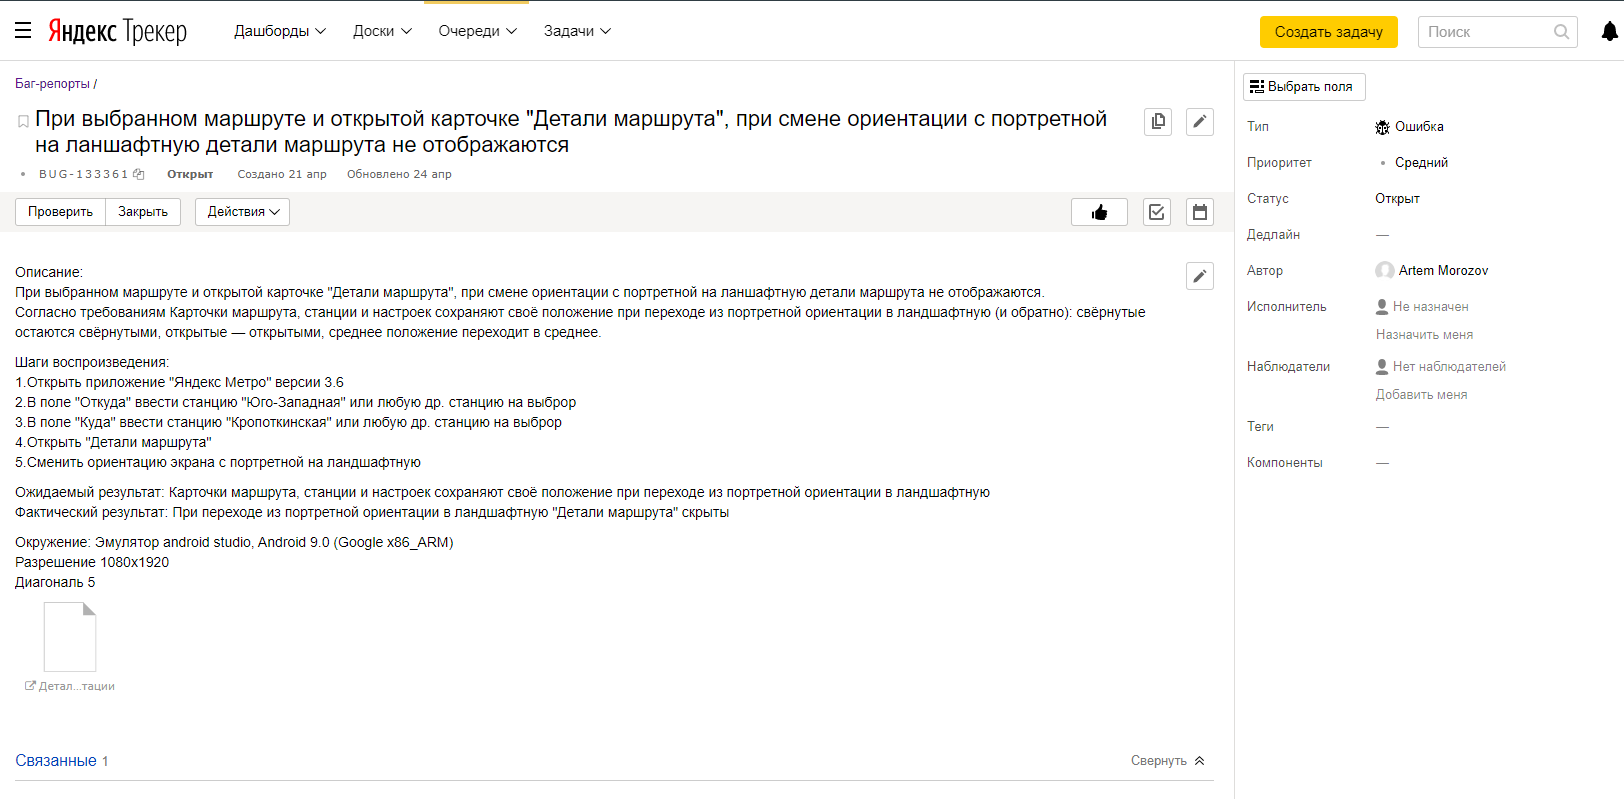 Яндекс Трекер Дашборды Доски Очереди Задачи Создать задачу Поиск
Баг-репорты /
При выбранном маршруте и открытой карточке "Детали маршрута", при смене ориентации с портретной
на ланшафтную детали маршрута не отображаются
BUG-133361 Открыт Создано 21 апр Обновлено 24 апр
Проверить Закрыть Действия
Описание:
При выбранном маршруте и открытой карточке "Детали маршрута", при смене ориентации с портретной на ланшафтную детали маршрута не отображаются.
Согласно требованиям Карточки маршрута, станции и настроек сохраняют своё положение при переходе из портретной ориентации в ландшафтную (и обратно): свёрнутые
остаются свёрнутыми, открытые — открытыми, среднее положение переходит в среднее.
Шаги воспроизведения:
1.Открыть приложение "Яндекс Метро" версии 3.6
2.В поле "Откуда" ввести станцию "Юго-Западная" или любую др. станцию на выброр
3.В поле "Куда" ввести станцию "Кропоткинская" или любую др. станцию на выброр
4.Открыть "Детали маршрута"
5.Сменить ориентацию экрана с портретной на ландшафтную
Ожидаемый результат: Карточки маршрута, станции и настроек сохраняют своё положение при переходе из портретной ориентации в ландшафтную
Фактический результат: При переходе из портретной ориентации в ландшафтную "Детали маршрута" скрыты
Окружение: Эмулятор android studio, Android 9.0 (Google x86_ARM)
Разрешение 1080x1920
Диагональ 5
Детал...тации
Связанные 1 Свернуть
Выбрать поля
Тип Ошибка
Приоритет Средний
Статус Открыт
Дедлайн —
Автор Artem Morozov
Исполнитель Не назначен
Назначить меня
Наблюдатели Нет наблюдателей
Добавить меня
Теги —
Компоненты —